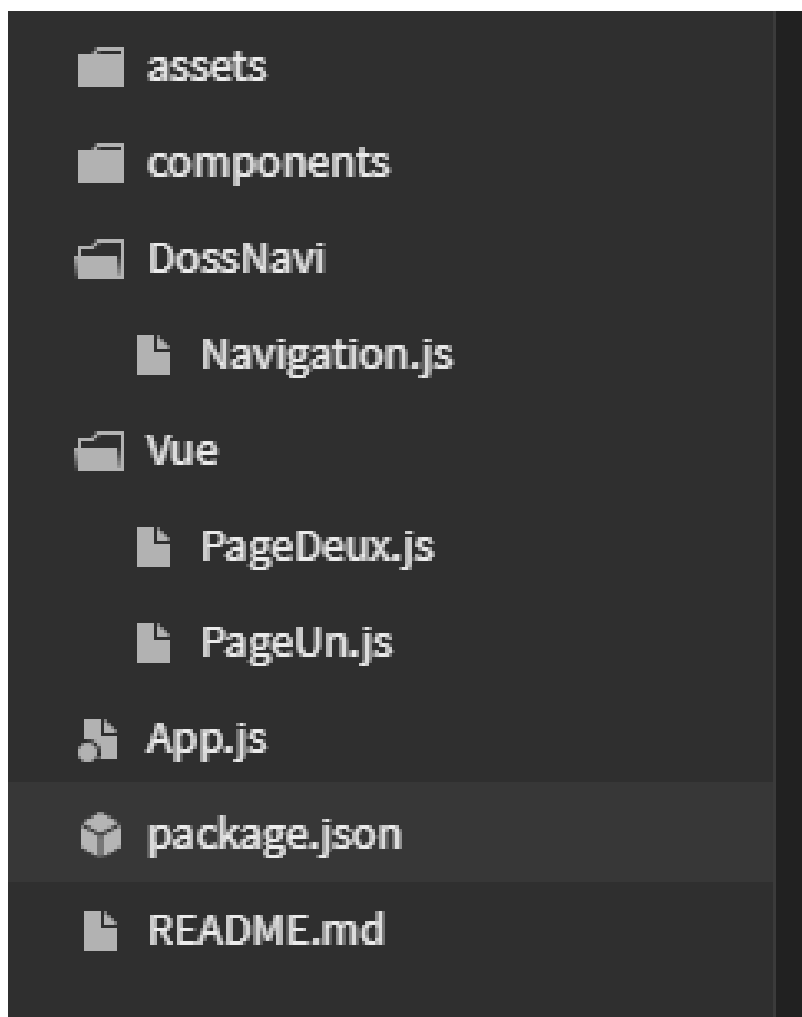 assets
components
DossNavi
Navigation.js
Vue
PageDeux.js
PageUn.js
App.js
package.json
README.md